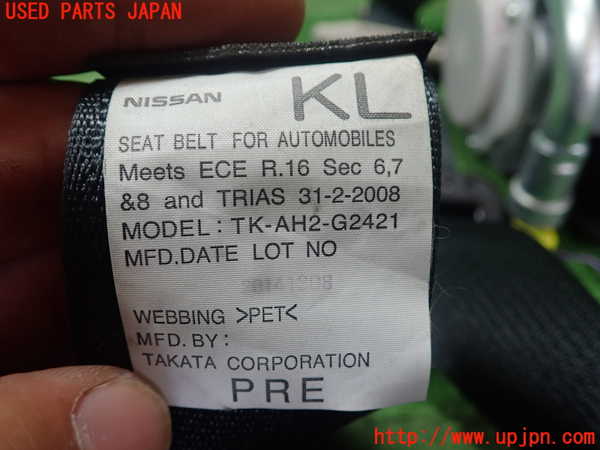 USED PARTS JAPAN
NISSAN KL
SEAT BELT FOR AUTOMOBILES
Meets ECE R.16 Sec 6,7
&8 and TRIAS 31-2-2008
MODEL: TK-AH2-G2421
MFD.DATE LOT NO
20141208
WEBBING >PET<
MFD.BY:
TAKATA CORPORATION
PRE
http://www.upjpn.com/